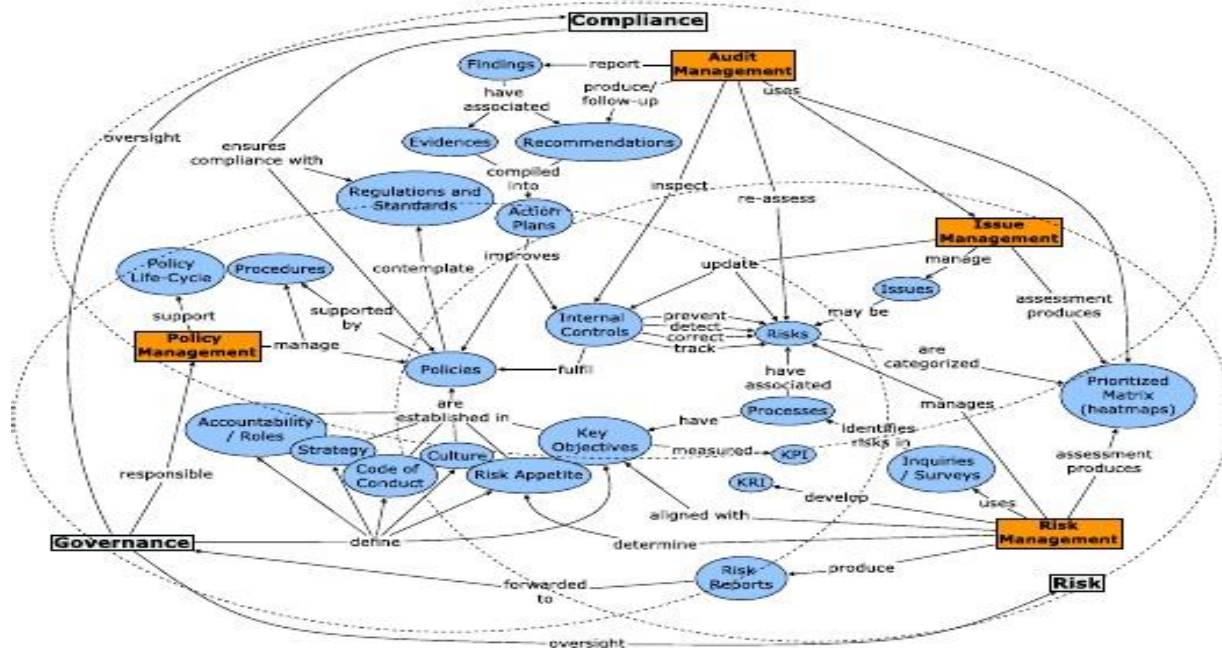 Compliance
Audit
Management
Findings
report
produce/
follow-up
uses
have
associated
oversight
ensures
compliance with
Evidences
Recommendations
compiled
into
Regulations and
Standards
Action
Plans
inspect
re-assess
Issue
Management
Policy
Life-Cycle
Procedures
contemplate
improves
update
manage
Issues
support
supported
by
Internal
Controls
prevent
detect
correct
track
Risks
may be
assessment
produces
Policy
Management
manage
Policies
fulfil
are
categorized
have
associated
Prioritized
Matrix
(heatmaps)
are
established in
Accountability
/ Roles
Strategy
Code of
Conduct
Culture
Risk Appetite
Key
Objectives
have
Processes
manages
identifies
risks in
measured
KPI
KRI
Inquiries
/ Surveys
assessment
produces
responsible
develop
uses
aligned with
Governance
define
determine
Risk
Management
Risk
Reports
produce
forwarded
to
Risk
oversight